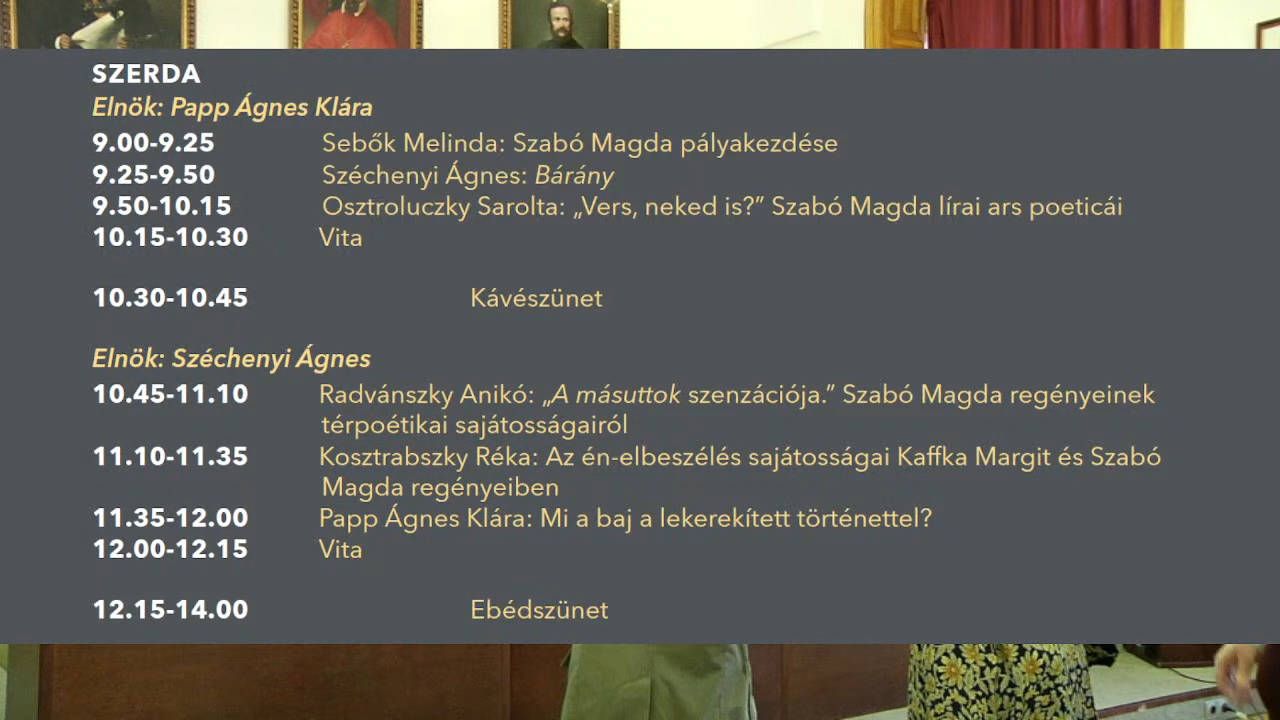 SZERDA
Elnök: Papp Ágnes Klára
9.00-9.25 Sebők Melinda: Szabó Magda pályakezdése
9.25-9.50 Széchenyi Ágnes: Bárány
9.50-10.15 Osztroluczky Sarolta: „Vers, neked is?” Szabó Magda lírai ars poeticái
10.15-10.30 Vita
10.30-10.45 Kávészünet
Elnök: Széchenyi Ágnes
10.45-11.10 Radvánszky Anikó: „A másuttok szenzációja.” Szabó Magda regényeinek
térpoétikai sajátosságairól
11.10-11.35 Kosztrabszky Réka: Az én-elbeszélés sajátosságai Kaffka Margit és Szabó
Magda regényeiben
11.35-12.00 Papp Ágnes Klára: Mi a baj a lekerekített történettel?
12.00-12.15 Vita
12.15-14.00 Ebédszünet